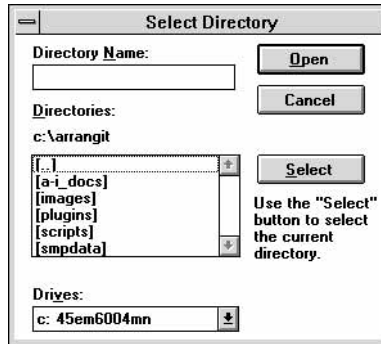 Select Directory
Directory Name:
Open
Cancel
Directories:
c:\arrangit
[..]
[a-i_docs]
[images]
[plugins]
[scripts]
[smpdata]
Select
Use the "Select"
button to select
the current
directory.
Drives:
c: 45em6004mn